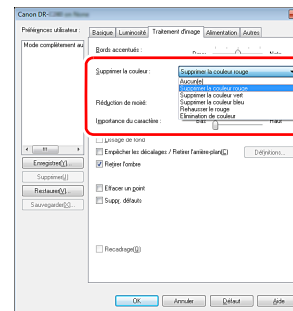 Canon DR-
Préférences utilisateur :
Mode complètement au
Basique
Luminosité
Traitement d'image
Alimentation
Autres
Bords accentués :
Doux
Nets
Supprimer la couleur :
Supprimer la couleur rouge
Aucun[e]
Supprimer la couleur rouge
Supprimer la couleur vert
Supprimer la couleur bleu
Rehausser le rouge
Elimination de couleur
Réduction de moiré:
Importance du caractère :
Bas
Haut
Lissage de fond
Empêcher les décalages / Retirer l'arrière-plan(E)
Définitions...
Retirer l'ombre
Effacer un point
Suppr. défauts
Recadrage(Q)
Enregistrer(Y)...
Supprimer(J)
Restaurer(V)...
Sauvegarder(X)...
OK
Annuler
Défaut
Aide